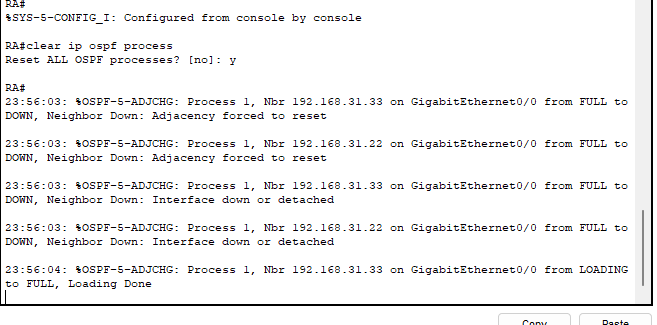 RA#
%SYS-5-CONFIG_I: Configured from console by console
RA#clear ip ospf process
Reset ALL OSPF processes? [no]: y
RA#
23:56:03: %OSPF-5-ADJCHG: Process 1, Nbr 192.168.31.33 on GigabitEthernet0/0 from FULL to
DOWN, Neighbor Down: Adjacency forced to reset
23:56:03: %OSPF-5-ADJCHG: Process 1, Nbr 192.168.31.22 on GigabitEthernet0/0 from FULL to
DOWN, Neighbor Down: Adjacency forced to reset
23:56:03: %OSPF-5-ADJCHG: Process 1, Nbr 192.168.31.33 on GigabitEthernet0/0 from FULL to
DOWN, Neighbor Down: Interface down or detached
23:56:03: %OSPF-5-ADJCHG: Process 1, Nbr 192.168.31.22 on GigabitEthernet0/0 from FULL to
DOWN, Neighbor Down: Interface down or detached
23:56:04: %OSPF-5-ADJCHG: Process 1, Nbr 192.168.31.33 on GigabitEthernet0/0 from LOADING
to FULL, Loading Done
Copy Paste